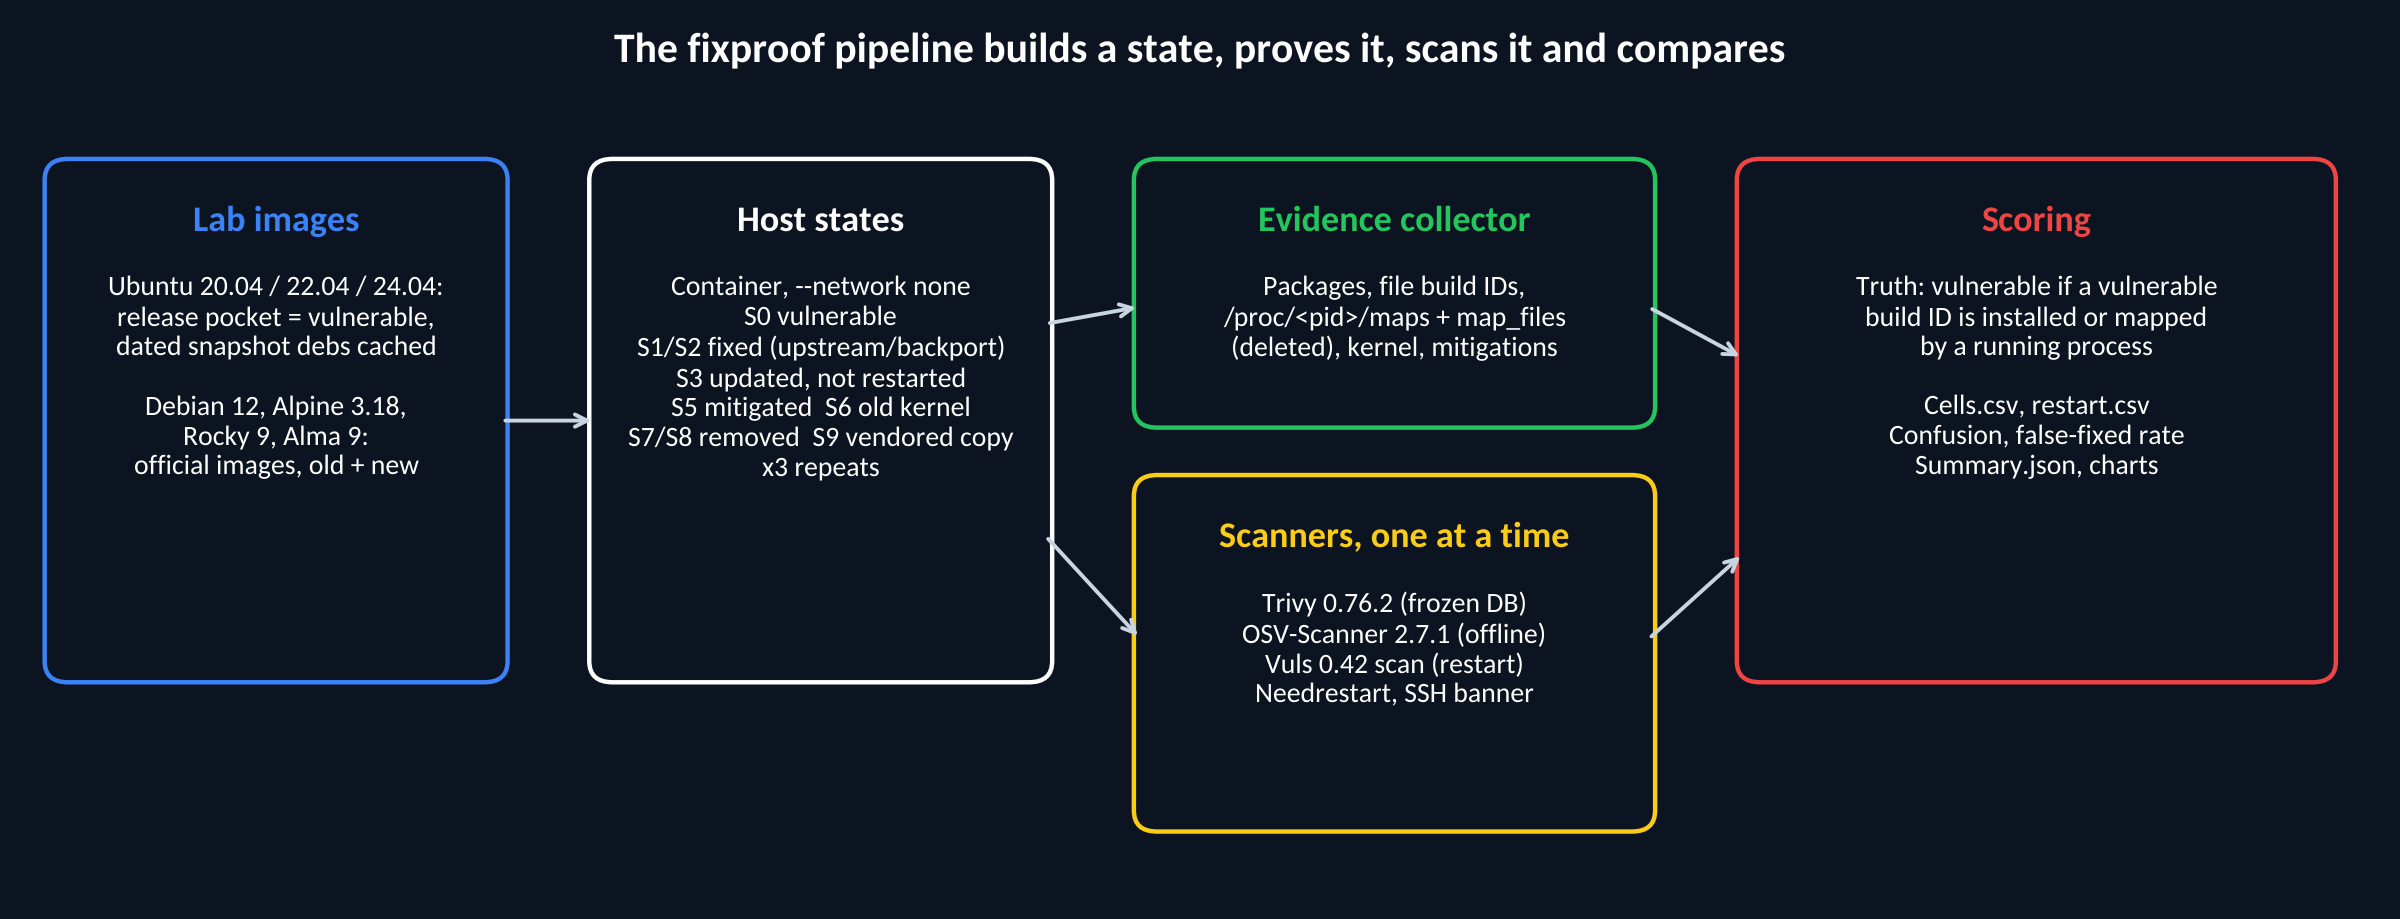 The fixproof pipeline builds a state, proves it, scans it and compares
Lab images
Ubuntu 20.04 / 22.04 / 24.04:
release pocket = vulnerable,
dated snapshot debs cached
Debian 12, Alpine 3.18,
Rocky 9, Alma 9:
official images, old + new
Host states
Container, --network none
S0 vulnerable
S1/S2 fixed (upstream/backport)
S3 updated, not restarted
S5 mitigated  S6 old kernel
S7/S8 removed  S9 vendored copy
x3 repeats
Evidence collector
Packages, file build IDs,
/proc/<pid>/maps + map_files
(deleted), kernel, mitigations
Scanners, one at a time
Trivy 0.76.2 (frozen DB)
OSV-Scanner 2.7.1 (offline)
Vuls 0.42 scan (restart)
Needrestart, SSH banner
Scoring
Truth: vulnerable if a vulnerable
build ID is installed or mapped
by a running process
Cells.csv, restart.csv
Confusion, false-fixed rate
Summary.json, charts